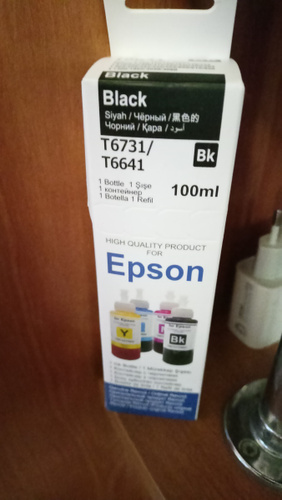 Black
Black
Siyah / Чёрный / 黑色的
Чорний / Қара / أسود
T6731/
T6641
Bk
1 Bottle 1 Şişe
1 контейнер
1 Botella 1 Refil
100ml
HIGH QUALITY PRODUCT
FOR
Epson
Y
Bk